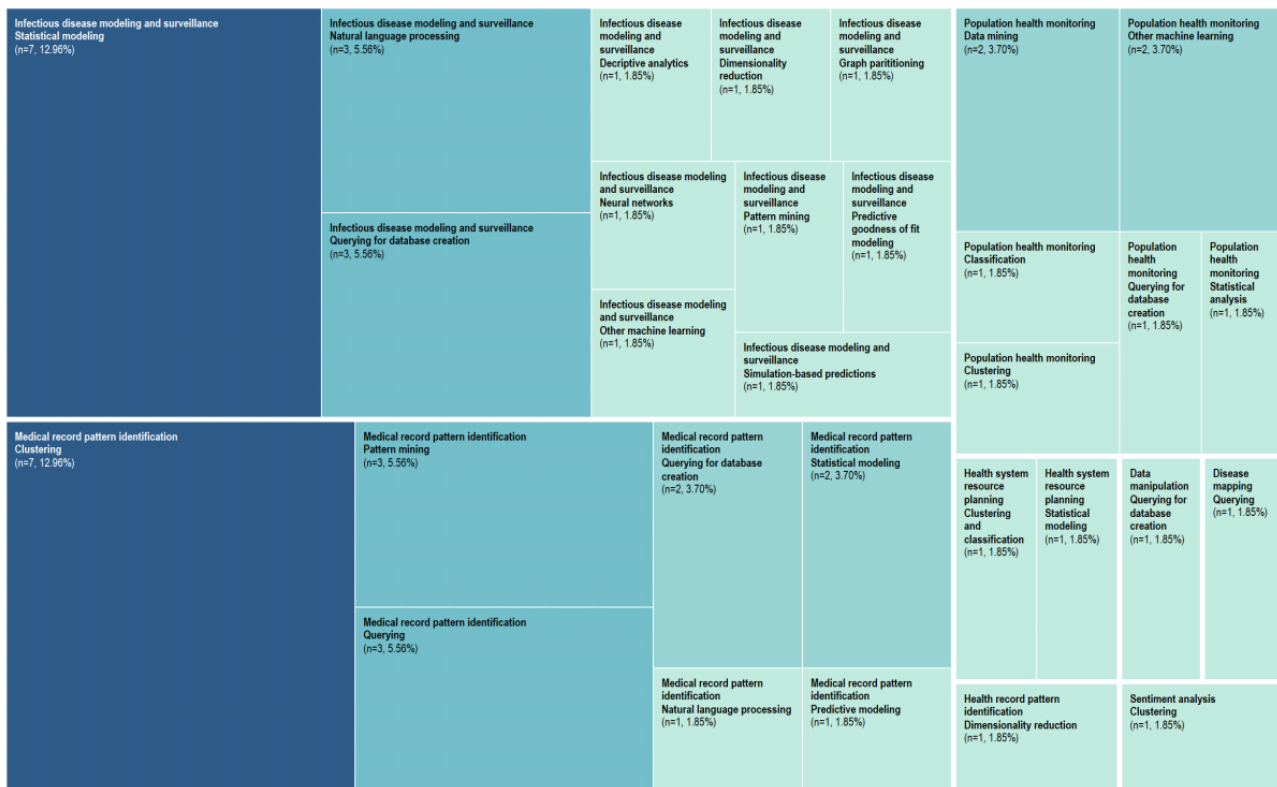 Infectious disease modeling and surveillance
Statistical modeling
(n=7, 12.96%)
Infectious disease modeling and surveillance
Natural language processing
(n=3, 5.56%)
Infectious disease modeling and surveillance
Querying for database creation
(n=3, 5.56%)
Infectious disease
modeling and
surveillance
Decriptive analytics
(n=1, 1.85%)
Infectious disease
modeling and
surveillance
Dimensionality
reduction
(n=1, 1.85%)
Infectious disease
modeling and
surveillance
Graph paritioning
(n=1, 1.85%)
Infectious disease modeling
and surveillance
Neural networks
(n=1, 1.85%)
Infectious disease
modeling and
surveillance
Pattern mining
(n=1, 1.85%)
Infectious disease
modeling and
surveillance
Predictive
goodness of fit
modeling
(n=1, 1.85%)
Infectious disease modeling
and surveillance
Other machine learning
(n=1, 1.85%)
Infectious disease modeling and
surveillance
Simulation-based predictions
(n=1, 1.85%)
Population health monitoring
Data mining
(n=2, 3.70%)
Population health monitoring
Other machine learning
(n=2, 3.70%)
Population health monitoring
Classification
(n=1, 1.85%)
Population
health
monitoring
Querying for
database
creation
(n=1, 1.85%)
Population
health
monitoring
Statistical
analysis
(n=1, 1.85%)
Population health monitoring
Clustering
(n=1, 1.85%)
Medical record pattern identification
Clustering
(n=7, 12.96%)
Medical record pattern identification
Pattern mining
(n=3, 5.56%)
Medical record pattern identification
Querying
(n=3, 5.56%)
Medical record pattern
identification
Querying for database
creation
(n=2, 3.70%)
Medical record pattern
identification
Statistical modeling
(n=2, 3.70%)
Medical record pattern
identification
Natural language processing
(n=1, 1.85%)
Medical record pattern
identification
Predictive modeling
(n=1, 1.85%)
Health system
resource
planning
Clustering
and
classification
(n=1, 1.85%)
Health system
resource
planning
Statistical
modeling
(n=1, 1.85%)
Data
manipulation
Querying for
database
creation
(n=1, 1.85%)
Disease
mapping
Querying
(n=1, 1.85%)
Health record pattern
identification
Dimensionality reduction
(n=1, 1.85%)
Sentiment analysis
Clustering
(n=1, 1.85%)